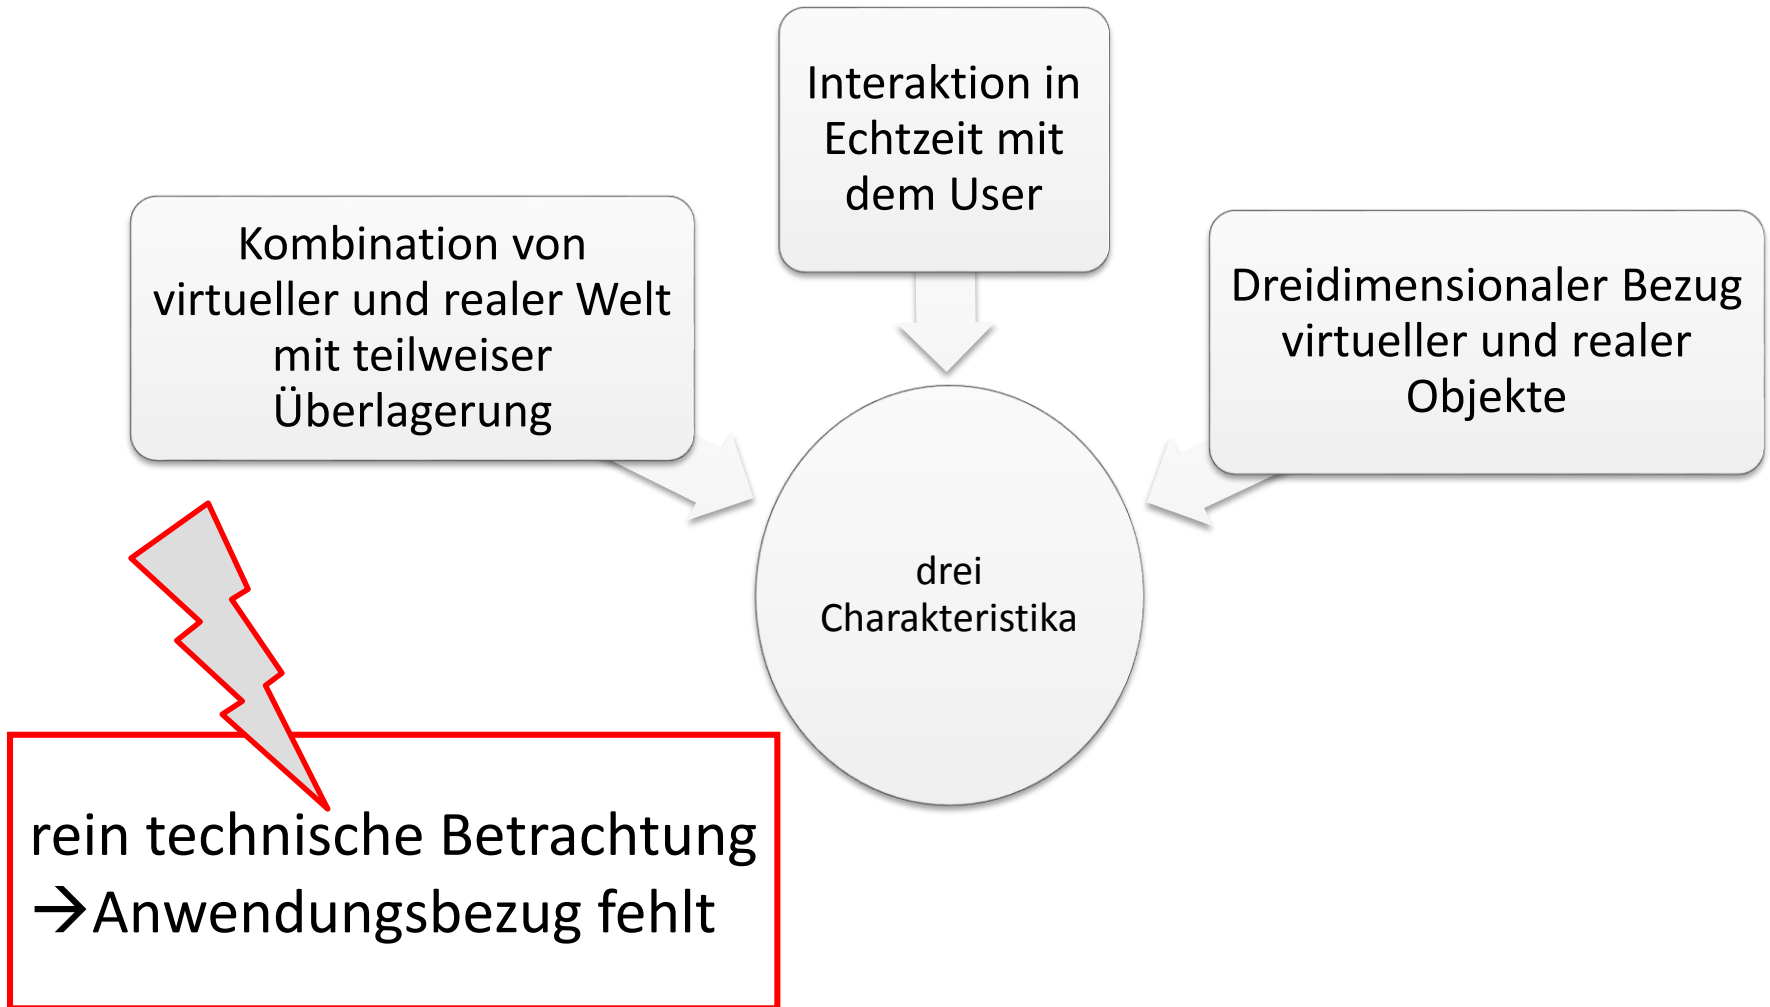 Interaktion in
Echtzeit mit
dem User
Kombination von
virtueller und realer Welt
mit teilweiser
Überlagerung
Dreidimensionaler Bezug
virtueller und realer
Objekte
drei
Charakteristika
rein technische Betrachtung
→Anwendungsbezug fehlt